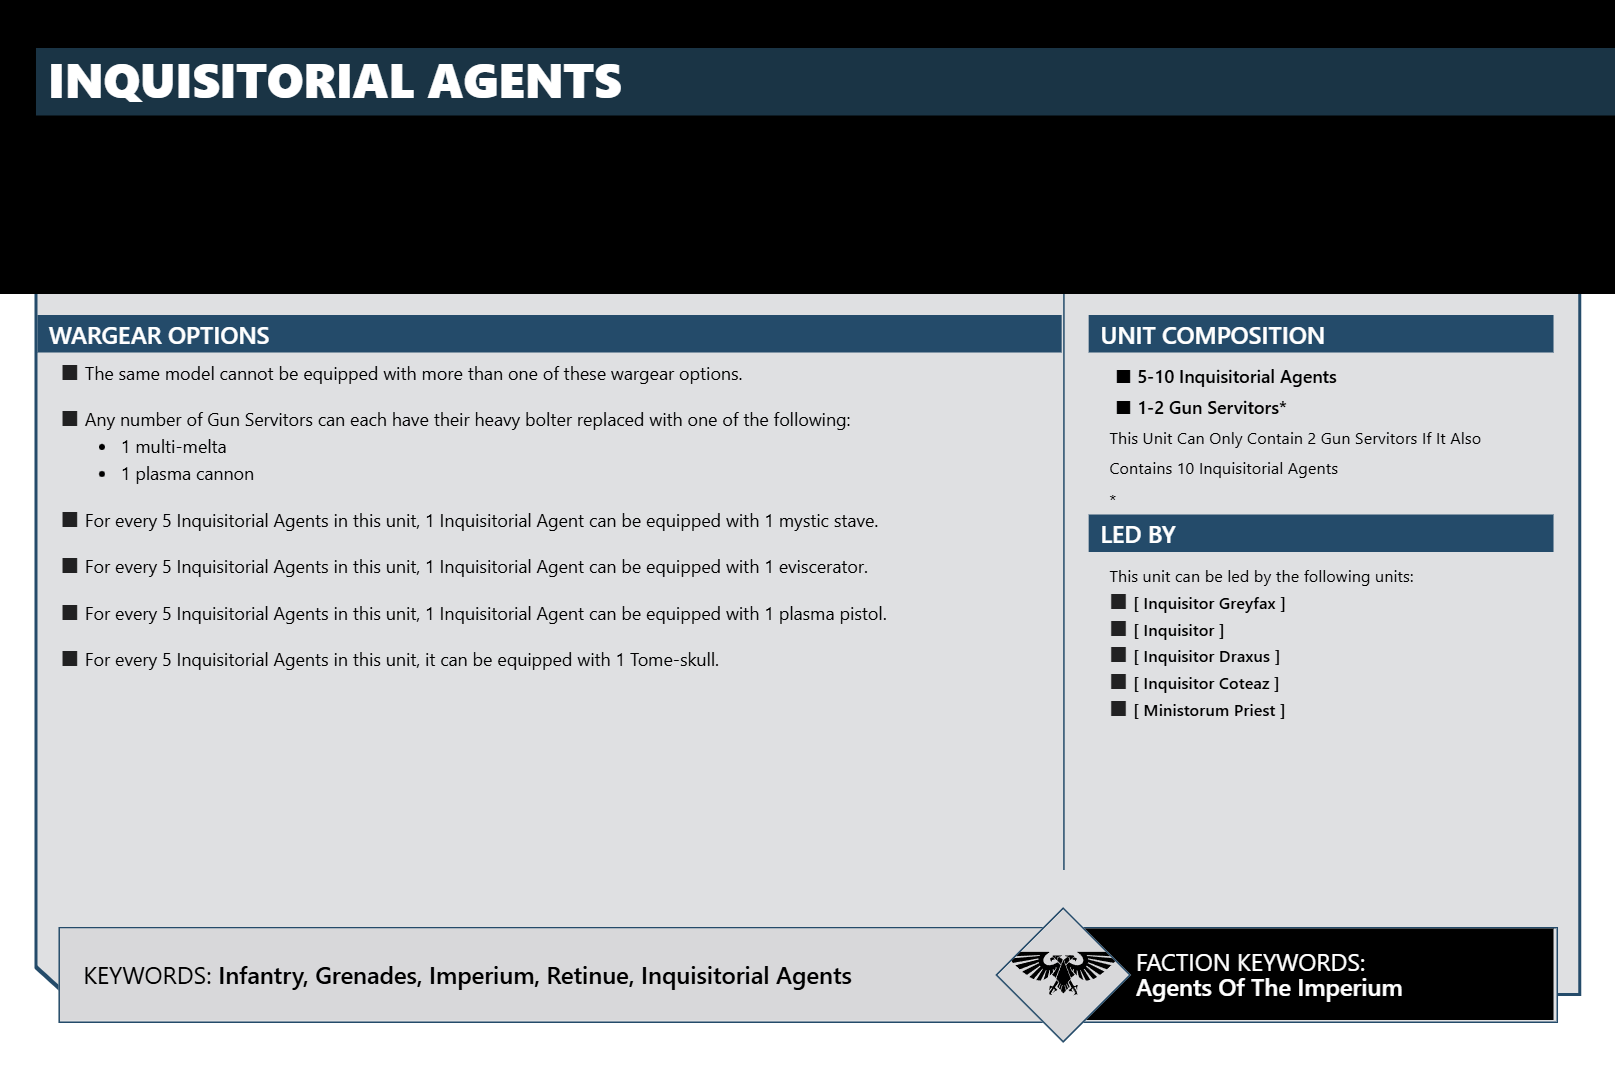 INQUISITORIAL AGENTS
WARGEAR OPTIONS
The same model cannot be equipped with more than one of these wargear options.
Any number of Gun Servitors can each have their heavy bolter replaced with one of the following:
1 multi-melta
1 plasma cannon
For every 5 Inquisitorial Agents in this unit, 1 Inquisitorial Agent can be equipped with 1 mystic stave.
For every 5 Inquisitorial Agents in this unit, 1 Inquisitorial Agent can be equipped with 1 eviscerator.
For every 5 Inquisitorial Agents in this unit, 1 Inquisitorial Agent can be equipped with 1 plasma pistol.
For every 5 Inquisitorial Agents in this unit, it can be equipped with 1 Tome-skull.
UNIT COMPOSITION
5-10 Inquisitorial Agents
1-2 Gun Servitors*
This Unit Can Only Contain 2 Gun Servitors If It Also
Contains 10 Inquisitorial Agents
*
LED BY
This unit can be led by the following units:
[ Inquisitor Greyfax ]
[ Inquisitor ]
[ Inquisitor Draxus ]
[ Inquisitor Coteaz ]
[ Ministorum Priest ]
KEYWORDS: Infantry, Grenades, Imperium, Retinue, Inquisitorial Agents
FACTION KEYWORDS:
Agents Of The Imperium